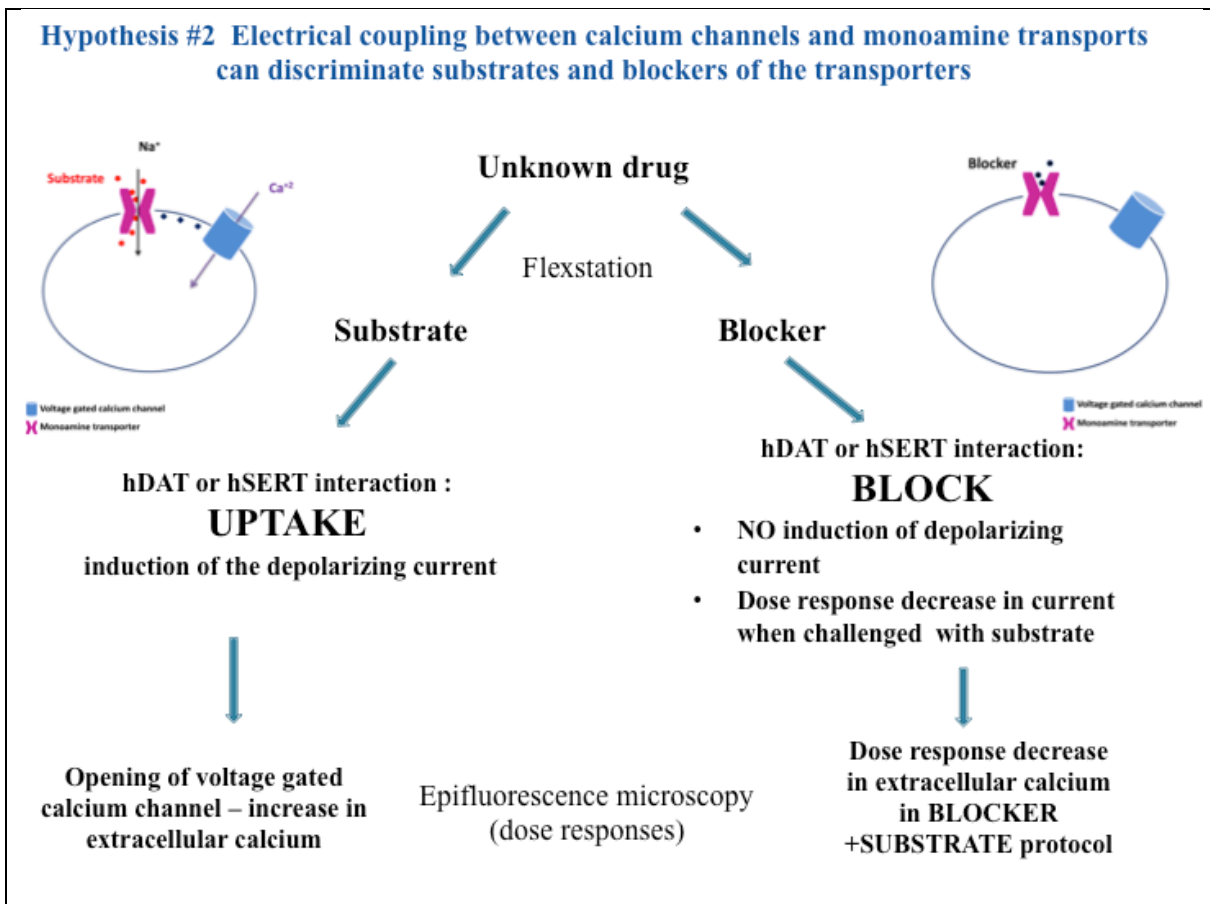 Hypothesis #2 Electrical coupling between calcium channels and monoamine transports
can discriminate substrates and blockers of the transporters
Na⁺
Substrate
Ca⁺²
Unknown drug
Blocker
Flexstation
Substrate
Blocker
Voltage gated calcium channel
Monoamine transporter
Voltage gated calcium channel
Monoamine transporter
hDAT or hSERT interaction :
UPTAKE
induction of the depolarizing current
hDAT or hSERT interaction:
BLOCK
• NO induction of depolarizing
current
• Dose response decrease in current
when challenged with substrate
Opening of voltage gated
calcium channel – increase in
extracellular calcium
Epifluorescence microscopy
(dose responses)
Dose response decrease
in extracellular calcium
in BLOCKER
+SUBSTRATE protocol